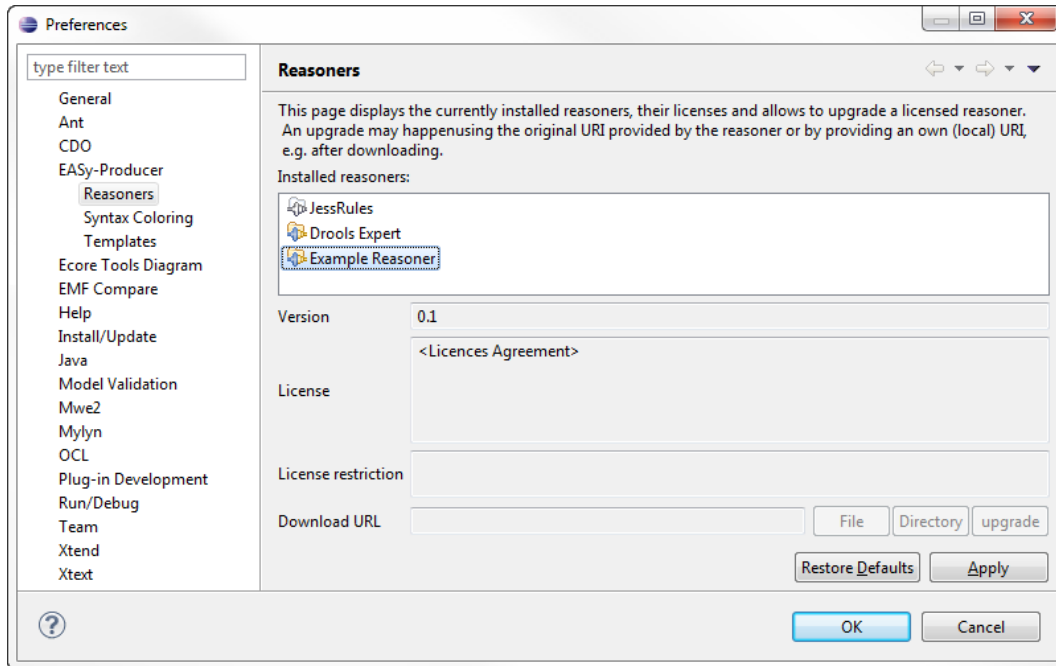 Preferences
type filter text
General
Ant
CDO
EASy-Producer
Reasoners
Syntax Coloring
Templates
Ecore Tools Diagram
EMF Compare
Help
Install/Update
Java
Model Validation
Mwe2
Mylyn
OCL
Plug-in Development
Run/Debug
Team
Xtend
Xtext
Reasoners
This page displays the currently installed reasoners, their licenses and allows to upgrade a licensed reasoner.
An upgrade may happenusing the original URI provided by the reasoner or by providing an own (local) URI,
e.g. after downloading.
Installed reasoners:
JessRules
Drools Expert
Example Reasoner
Version 0.1
License <Licences Agreement>
License restriction
Download URL File Directory upgrade
Restore Defaults Apply
? OK Cancel